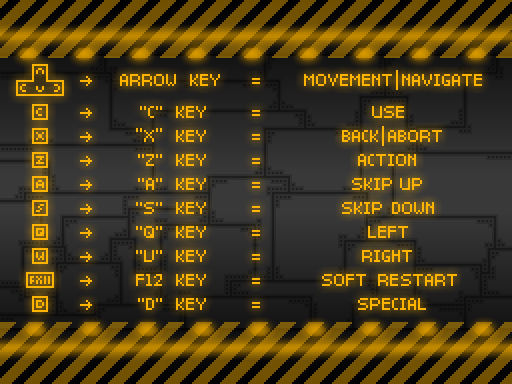 → ARROW KEY = MOVEMENT|NAVIGATE
C → "C" KEY = USE
X → "X" KEY = BACK|ABORT
Z → "Z" KEY = ACTION
A → "A" KEY = SKIP UP
S → "S" KEY = SKIP DOWN
Q → "Q" KEY = LEFT
W → "W" KEY = RIGHT
FXII → F12 KEY = SOFT RESTART
D → "D" KEY = SPECIAL